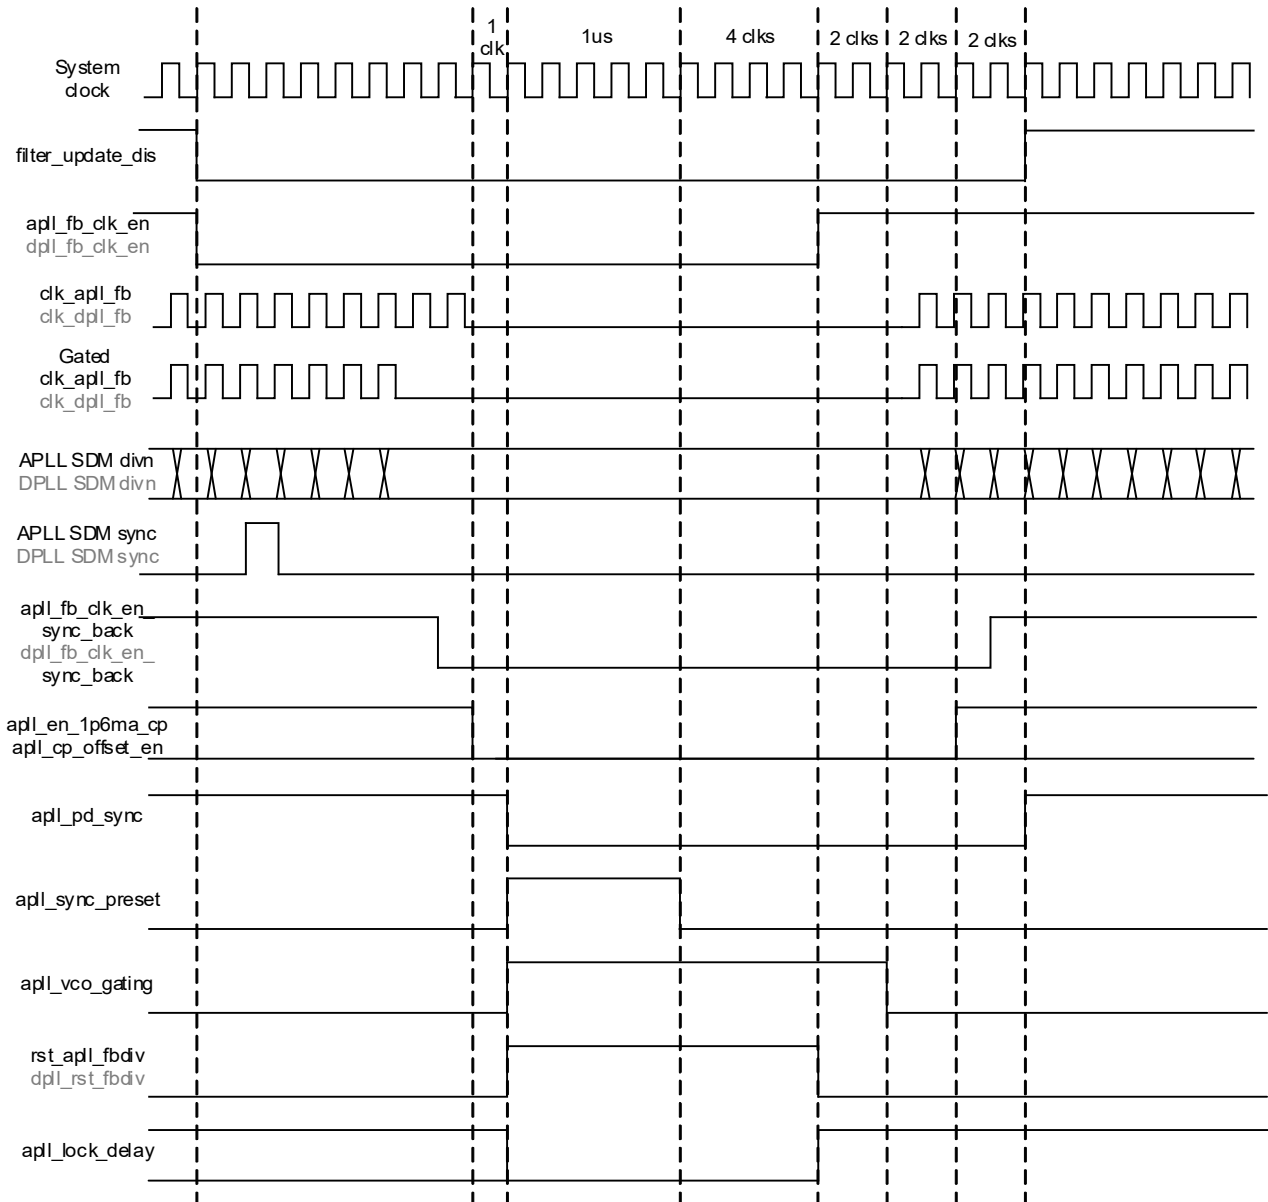 1
clk
1us
4 clks
2 clks
2 clks
2 clks
System
clock
filter_update_dis
apll_fb_clk_en
dpll_fb_clk_en
clk_apll_fb
clk_dpll_fb
Gated
clk_apll_fb
clk_dpll_fb
APLL SDM divn
DPLL SDM divn
APLL SDM sync
DPLL SDM sync
apll_fb_clk_en_
sync_back
dpll_fb_clk_en_
sync_back
apll_en_1p6ma_cp
apll_cp_offset_en
apll_pd_sync
apll_sync_preset
apll_vco_gating
rst_apll_fbdiv
dpll_rst_fbdiv
apll_lock_delay